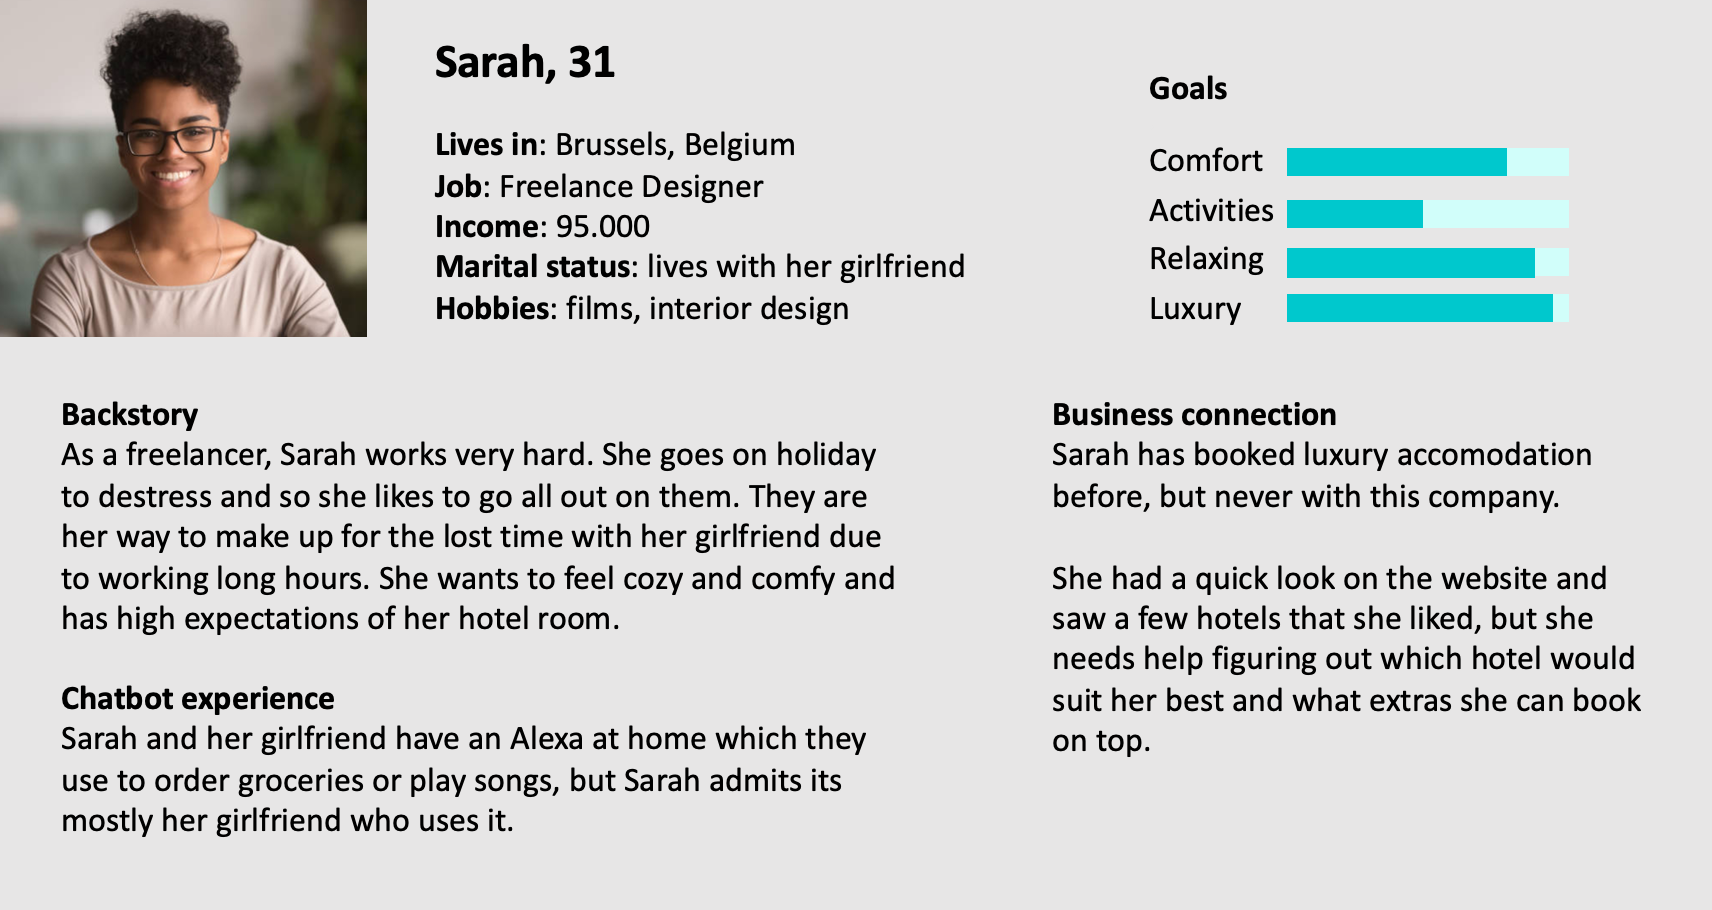 Sarah, 31
Lives in: Brussels, Belgium
Job: Freelance Designer
Income: 95.000
Marital status: lives with her girlfriend
Hobbies: films, interior design
Goals
Comfort
Activities
Relaxing
Luxury
Backstory
As a freelancer, Sarah works very hard. She goes on holiday
to destress and so she likes to go all out on them. They are
her way to make up for the lost time with her girlfriend due
to working long hours. She wants to feel cozy and comfy and
has high expectations of her hotel room.
Chatbot experience
Sarah and her girlfriend have an Alexa at home which they
use to order groceries or play songs, but Sarah admits its
mostly her girlfriend who uses it.
Business connection
Sarah has booked luxury accomodation
before, but never with this company.
She had a quick look on the website and
saw a few hotels that she liked, but she
needs help figuring out which hotel would
suit her best and what extras she can book
on top.